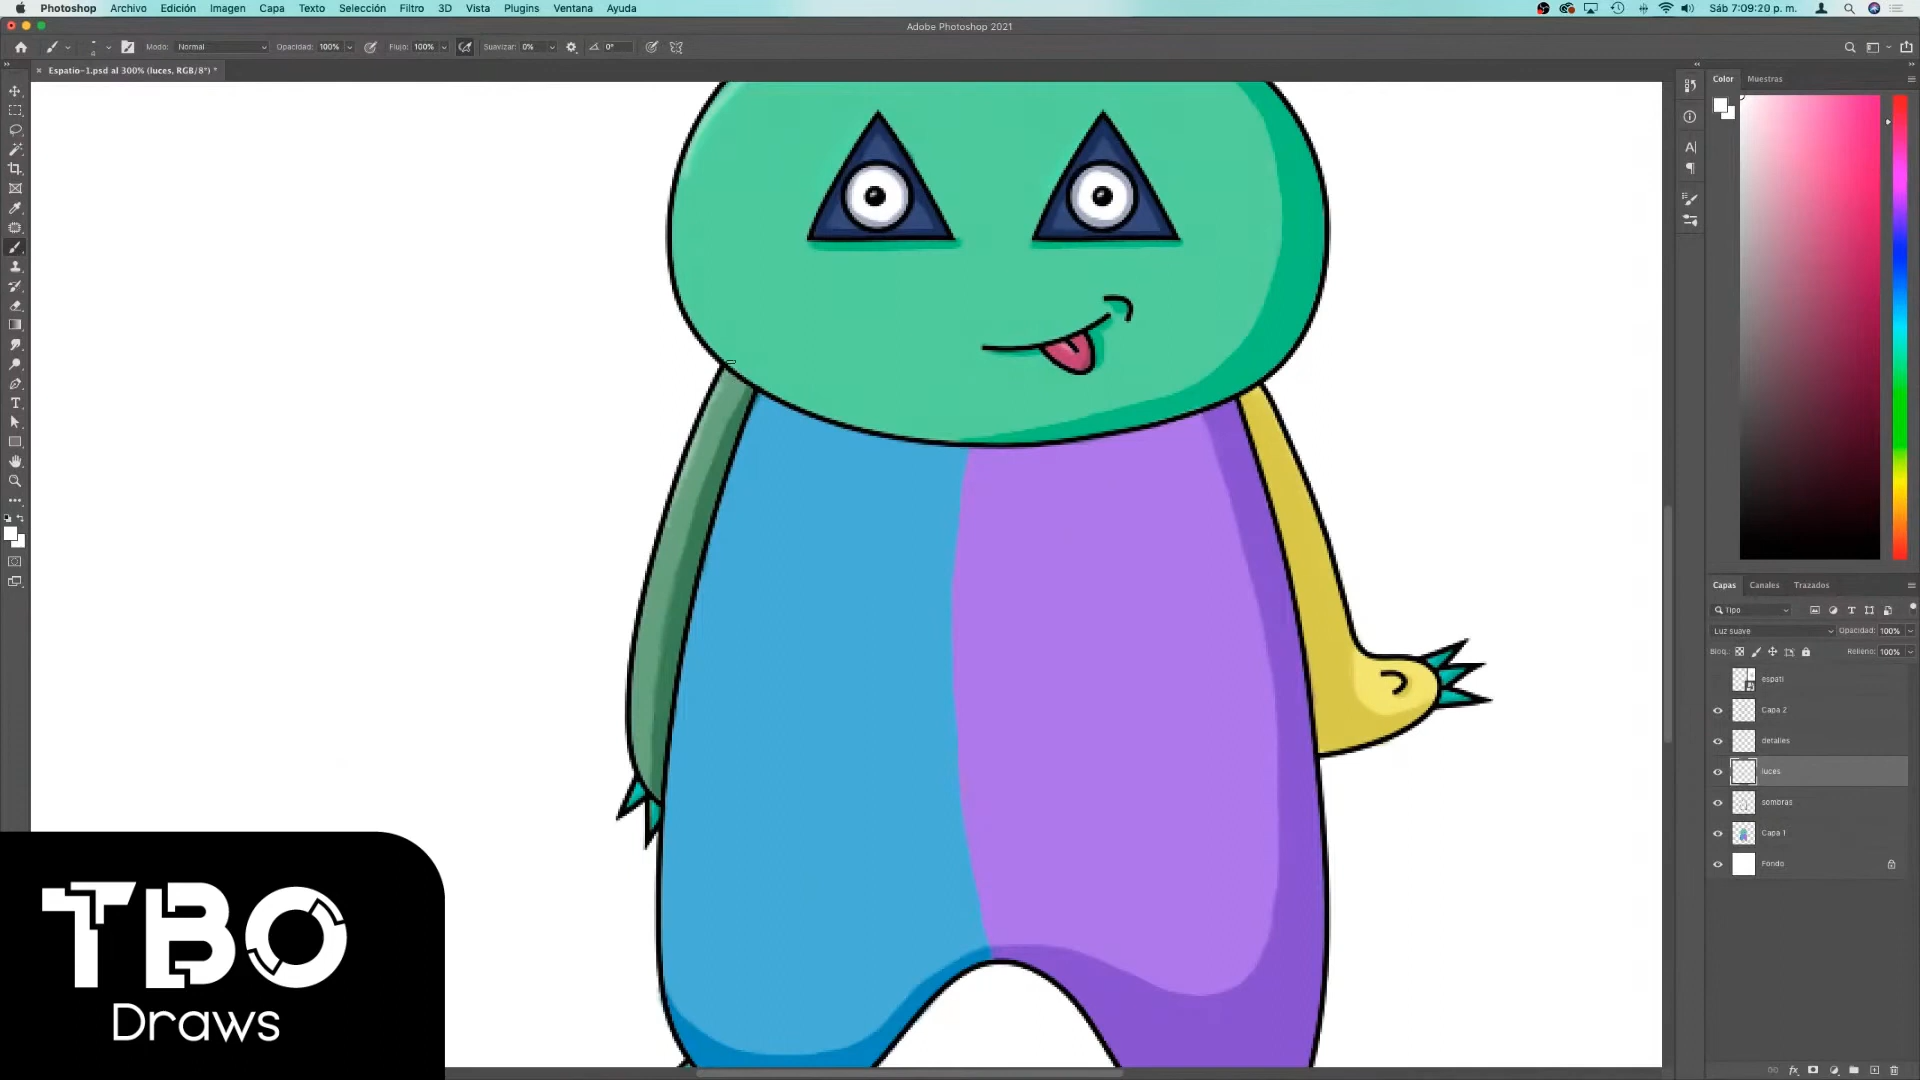 Photoshop Archivo Edición Imagen Capa Texto Selección Filtro 3D Vista Plugins Ventana Ayuda Sáb 7:09:20 p. m.
Adobe Photoshop 2021
Modo: Normal Opacidad: 100% Flujo: 100% Suavizar: 0% 0°
Espatio-1.psd al 300% (luces, RGB/8*) *
Color Muestras
Capas Canales Trazados
Tipo
Luz suave Opacidad: 100%
Bloq.: Relleno: 100%
espati
Capa 2
detalles
luces
sombras
Capa 1
Fondo
TBO
Draws